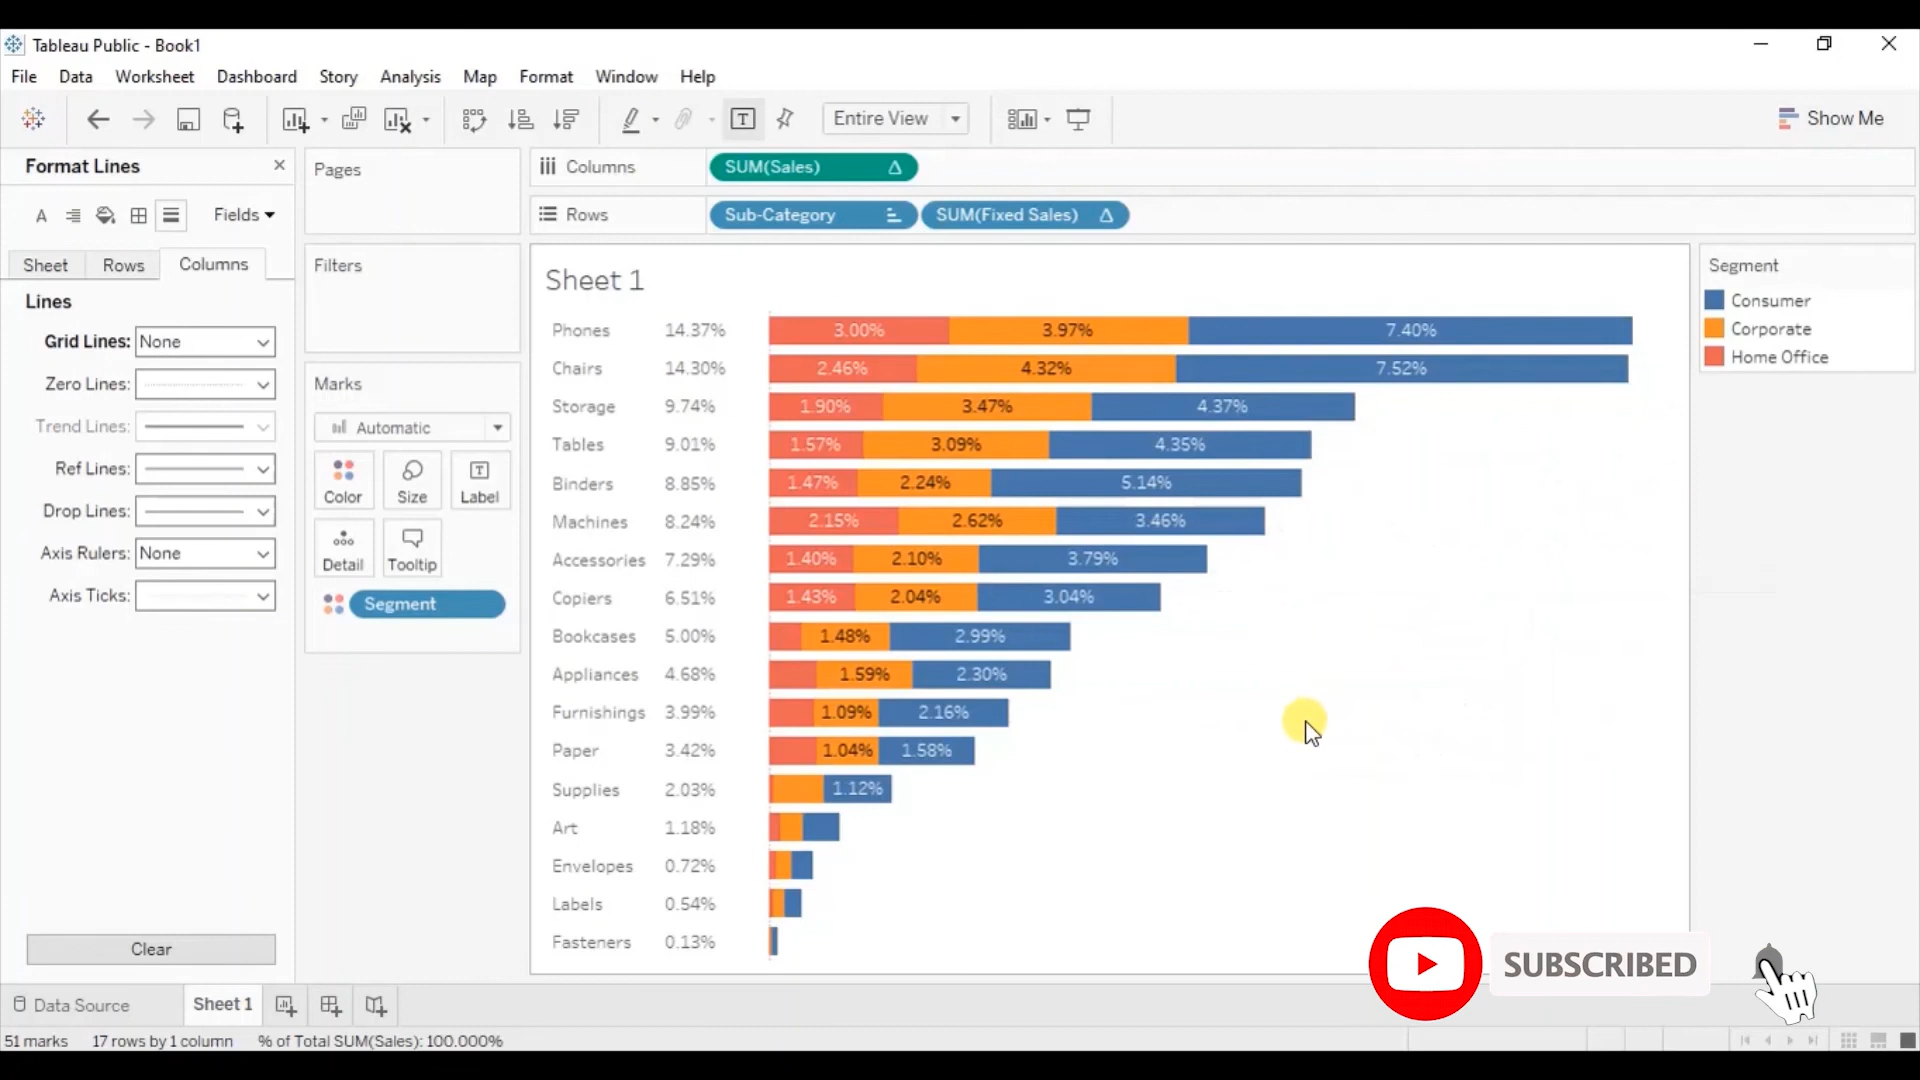 Tableau Public - Book1
File Data Worksheet Dashboard Story Analysis Map Format Window Help
T Entire View Show Me
Format Lines Pages Columns SUM(Sales) Δ
A Fields Rows Sub-Category SUM(Fixed Sales) Δ
Sheet Rows Columns
Lines
Grid Lines: None
Zero Lines:
Trend Lines:
Ref Lines:
Drop Lines:
Axis Rulers: None
Axis Ticks:
Clear
Filters
Marks
Automatic
Color Size Label
Detail Tooltip
Segment
Sheet 1
Phones 14.37% 3.00% 3.97% 7.40%
Chairs 14.30% 2.46% 4.32% 7.52%
Storage 9.74% 1.90% 3.47% 4.37%
Tables 9.01% 1.57% 3.09% 4.35%
Binders 8.85% 1.47% 2.24% 5.14%
Machines 8.24% 2.15% 2.62% 3.46%
Accessories 7.29% 1.40% 2.10% 3.79%
Copiers 6.51% 1.43% 2.04% 3.04%
Bookcases 5.00% 1.48% 2.99%
Appliances 4.68% 1.59% 2.30%
Furnishings 3.99% 1.09% 2.16%
Paper 3.42% 1.04% 1.58%
Supplies 2.03% 1.12%
Art 1.18%
Envelopes 0.72%
Labels 0.54%
Fasteners 0.13%
Segment
Consumer
Corporate
Home Office
SUBSCRIBED
Data Source Sheet 1
51 marks 17 rows by 1 column % of Total SUM(Sales): 100.000%